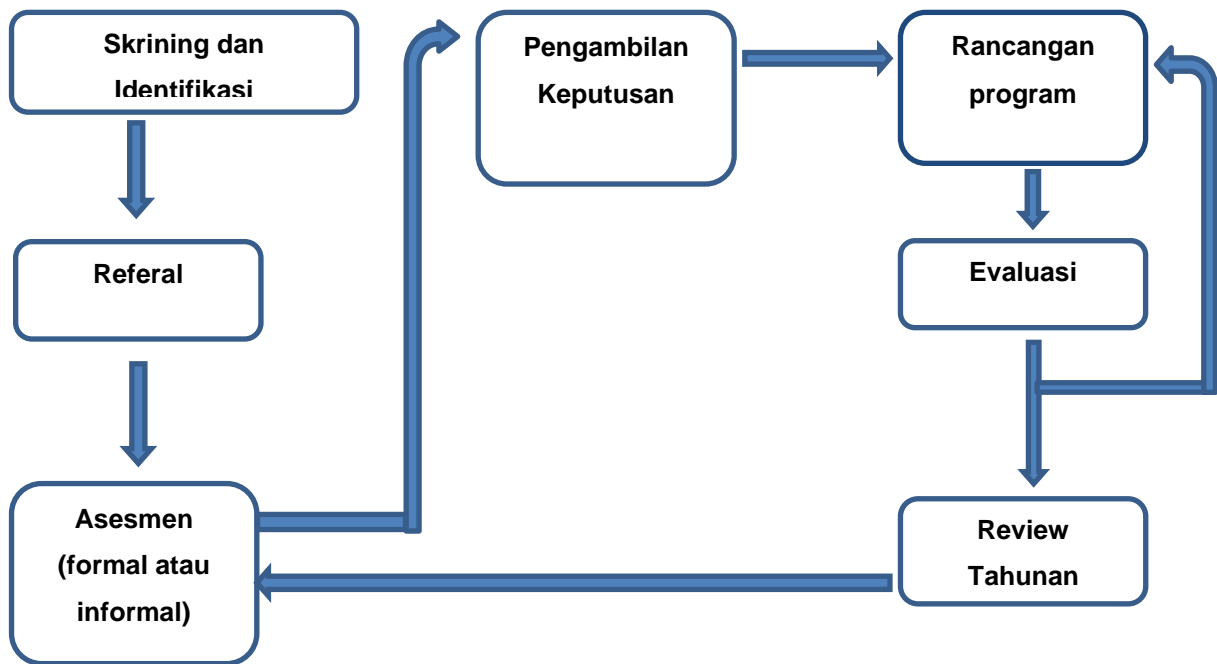 Skrining dan
Identifikasi
Referal
Asesmen
(formal atau
informal)
Pengambilan
Keputusan
Rancangan
program
Evaluasi
Review
Tahunan